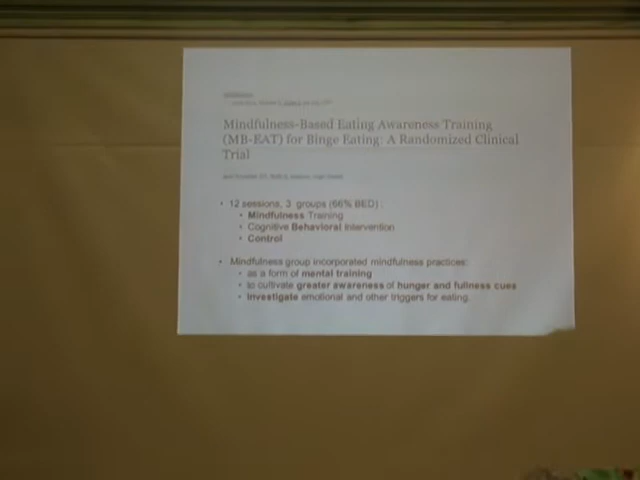 Mindfulness-Based Eating Awareness Training
(MB-EAT) for Binge Eating: A Randomized Clinical
Trial
• 12 sessions, 3 groups (66% BED) :
• Mindfulness Training
• Cognitive Behavioral Intervention
• Control
• Mindfulness group incorporated mindfulness practices:
• as a form of mental training
• to cultivate greater awareness of hunger and fullness cues
• Investigate emotional and other triggers for eating.